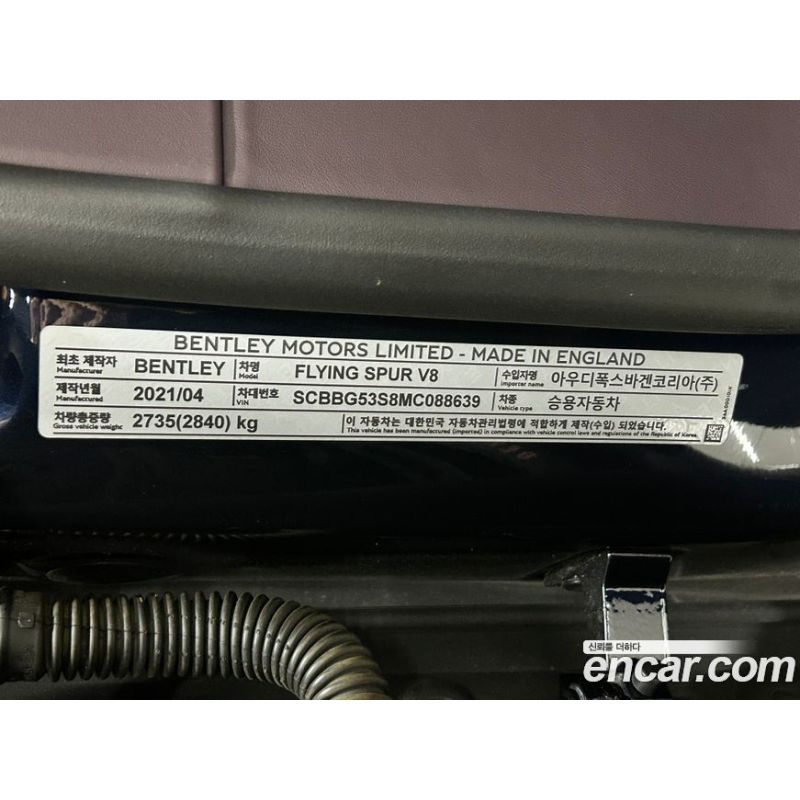 BENTLEY MOTORS LIMITED - MADE IN ENGLAND
최초 제작자 BENTLEY 차명 FLYING SPUR V8 수입자명 아우디폭스바겐코리아(주)
Manufacturer Model Importer name
제작년월 2021/04 차대번호 SCBBG53S8MC088639 차종 승용자동차
Manufactured VIN Vehicle type
차량총중량 2735(2840) kg 이 자동차는 대한민국 자동차관리법령에 적합하게 제작(수입) 되었습니다.
Gross vehicle weight This vehicle has been manufactured (imported) in compliance with vehicle control laws and regulations of the Republic of Korea.
신뢰를 더하다
encar.com